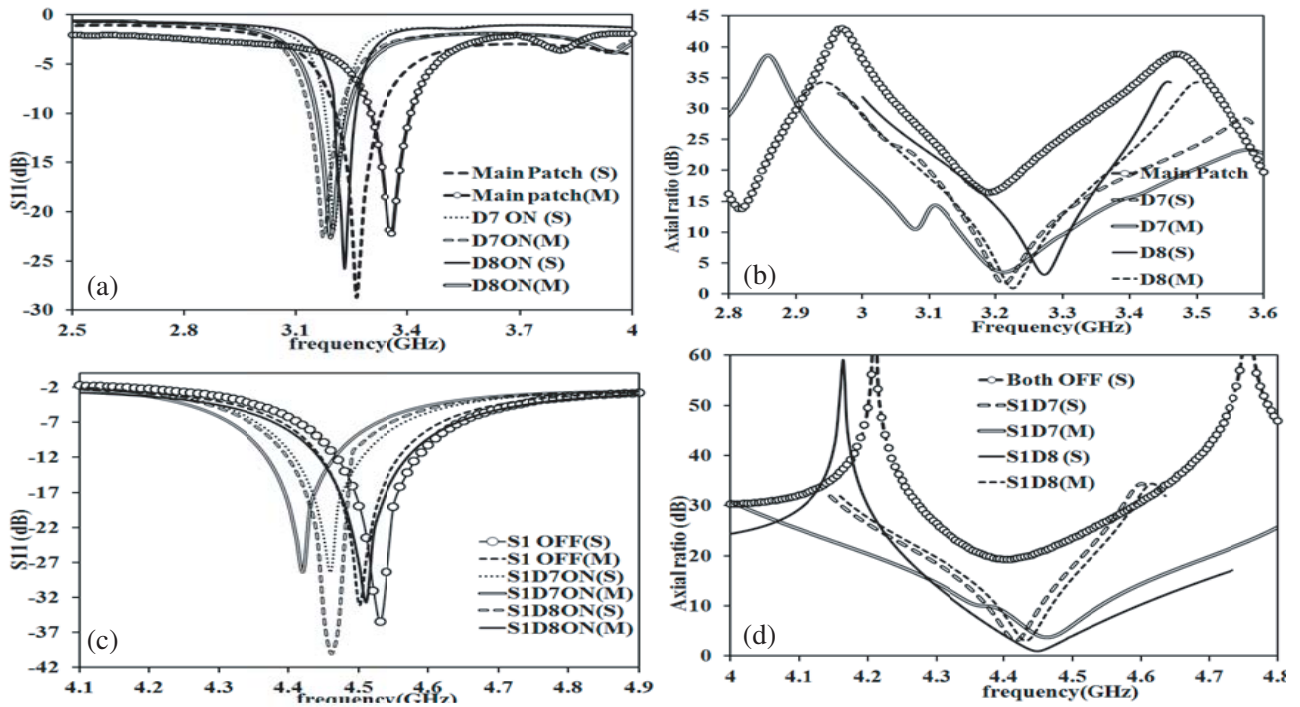 0
-5
-10
-15
-20
-25
-30
S11(dB)
Main Patch (S)
Main patch(M)
D7 ON (S)
D7ON(M)
D8ON (S)
D8ON(M)
(a)
2.5 2.8 3.1 3.4 3.7 4
frequency(GHz)
45
40
35
30
25
20
15
10
5
0
Axial ratio (dB)
Main Patch
D7(S)
D7(M)
D8(S)
D8(M)
(b)
2.8 2.9 3 3.1 3.2 3.3 3.4 3.5 3.6
Frequency(GHz)
-2
-7
-12
-17
-22
-27
-32
-37
-42
S11 (dB)
S1 OFF(S)
S1 OFF(M)
S1D7ON(S)
S1D7ON(M)
S1D8ON(S)
S1D8ON(M)
(c)
4.1 4.2 4.3 4.4 4.5 4.6 4.7 4.8 4.9
frequency(GHz)
60
50
40
30
20
10
0
Axial ratio (dB)
Both OFF (S)
S1D7(S)
S1D7(M)
S1D8 (S)
S1D8(M)
(d)
4 4.1 4.2 4.3 4.4 4.5 4.6 4.7 4.8
frequency(GHz)